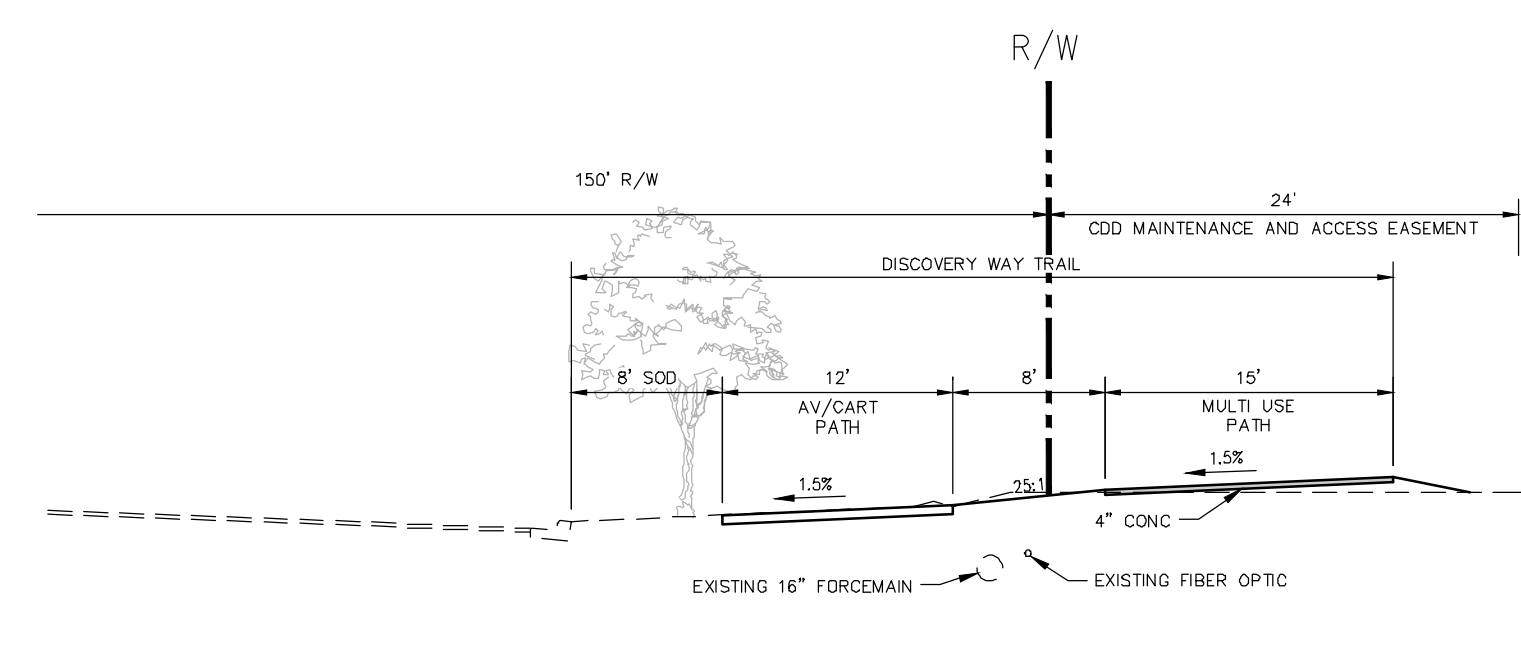 R/W
150' R/W
24'
CDD MAINTENANCE AND ACCESS EASEMENT
DISCOVERY WAY TRAIL
8' SOD
12'
8'
15'
AV/CART
PATH
MULTI USE
PATH
1.5%
1.5%
25:1
4" CONC
EXISTING 16" FORCEMAIN
EXISTING FIBER OPTIC